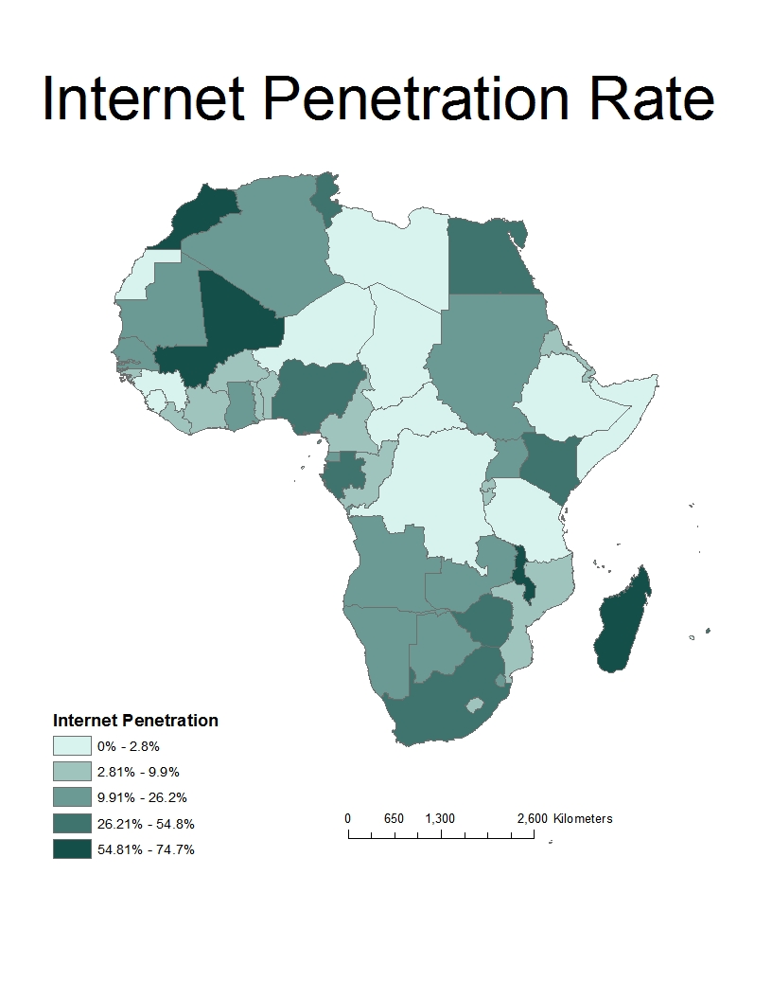 Internet Penetration Rate
Internet Penetration
0% - 2.8%
2.81% - 9.9%
9.91% - 26.2%
26.21% - 54.8%
54.81% - 74.7%
0 650 1,300 2,600 Kilometers